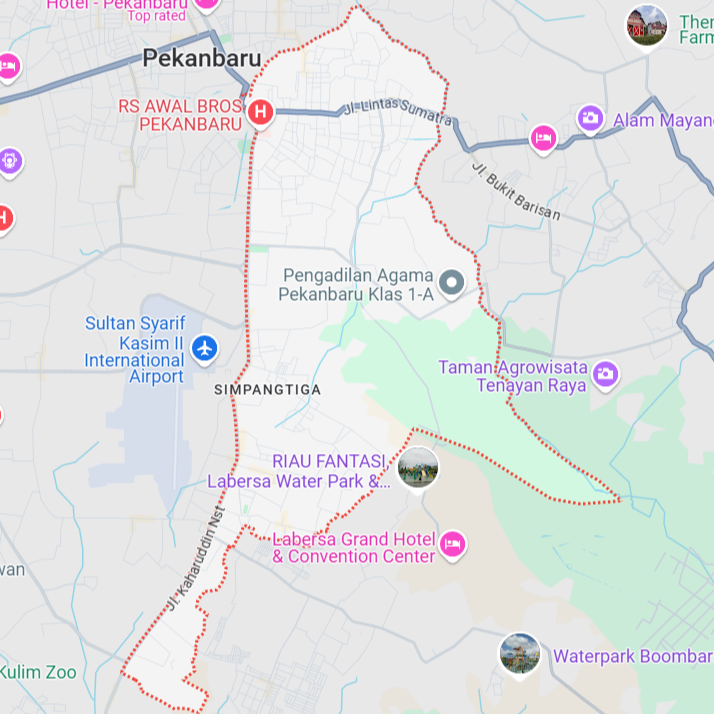 Hotel - Pekanbaru
Top rated
Pekanbaru
RS AWAL BROS
PEKANBARU
H
Jl. Lintas Sumatra
Alam Mayang
Jl. Bukit Barisan
H
Pengadilan Agama
Pekanbaru Klas 1-A
Sultan Syarif
Kasim II
International
Airport
SIMPANGTIGA
Taman Agrowisata
Tenayan Raya
RIAU FANTASI,
Labersa Water Park &...
Labersa Grand Hotel
& Convention Center
Jl. Kaharuddin Nst
wan
Kulim Zoo
Waterpark Boombar
Farm